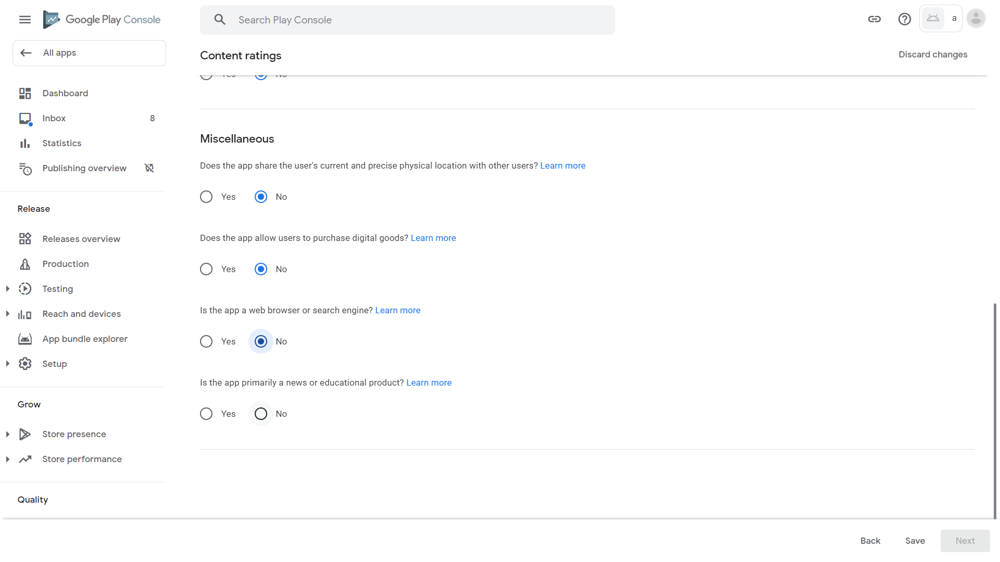 Google Play Console
Search Play Console
a
All apps
Content ratings
Discard changes
Yes No
Dashboard
Inbox 8
Statistics
Publishing overview
Miscellaneous
Does the app share the user's current and precise physical location with other users? Learn more
Yes No
Release
Releases overview
Production
Testing
Reach and devices
App bundle explorer
Setup
Does the app allow users to purchase digital goods? Learn more
Yes No
Is the app a web browser or search engine? Learn more
Yes No
Is the app primarily a news or educational product? Learn more
Yes No
Grow
Store presence
Store performance
Quality
Back
Save
Next